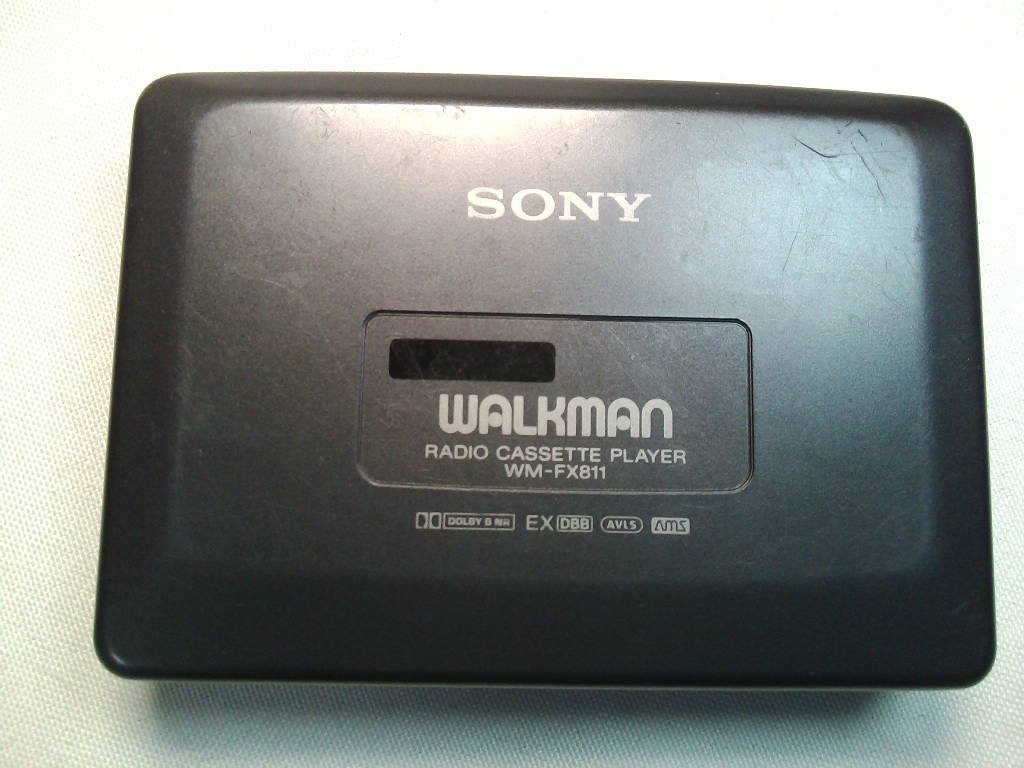 SONY
WALKMAN
RADIO CASSETTE PLAYER
WM-FX811
DOLBY B NR EX DBB AVLS AMS